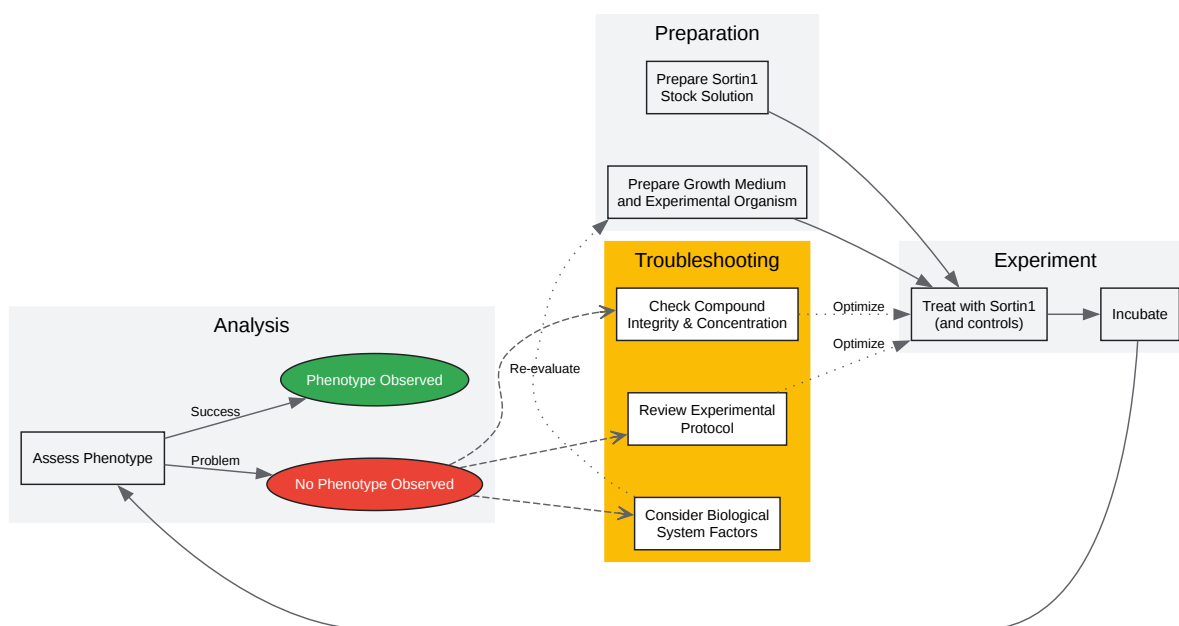 Preparation
Prepare Sortin1
Stock Solution
Prepare Growth Medium
and Experimental Organism
Troubleshooting
Check Compound
Integrity & Concentration
Review Experimental
Protocol
Consider Biological
System Factors
Experiment
Treat with Sortin1
(and controls)
Incubate
Optimize
Optimize
Re-evaluate
Analysis
Phenotype Observed
Success
Assess Phenotype
Problem
No Phenotype Observed